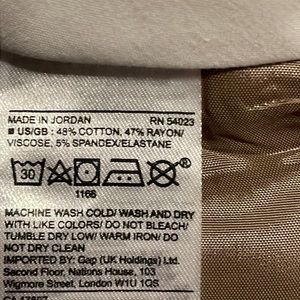 MADE IN JORDAN RN 54023
■ US/GB : 48% COTTON, 47% RAYON/
VISCOSE, 5% SPANDEX/ELASTANE
30
1166
MACHINE WASH COLD/ WASH AND DRY
WITH LIKE COLORS/ DO NOT BLEACH/
TUMBLE DRY LOW/ WARM IRON/ DO
NOT DRY CLEAN
IMPORTED BY: Gap (UK Holdings) Ltd.
Second Floor, Nations House, 103
Wigmore Street, London W1U 1QS